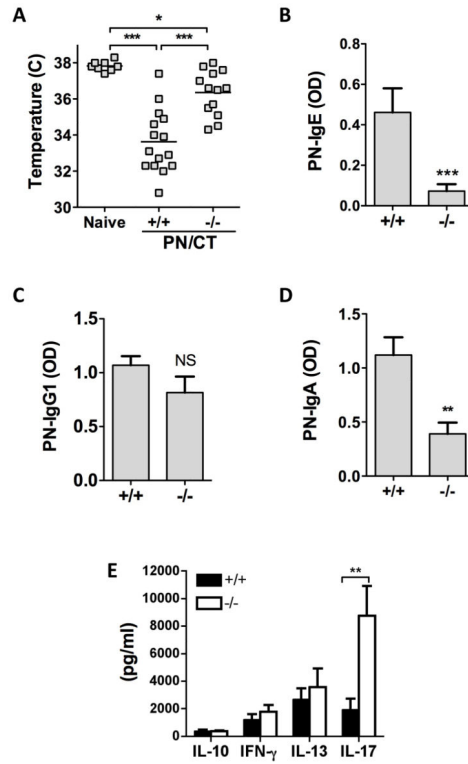 A
*
*** ***
Temperature (C)
38
36
34
32
30
Naive +/+ -/-
PN/CT
B
PN-IgE (OD)
0.6
0.4
0.2
0.0
***
+/+ -/-
C
PN-IgG1 (OD)
1.5
1.0
0.5
0.0
NS
+/+ -/-
D
PN-IgA (OD)
1.5
1.0
0.5
0.0
**
+/+ -/-
E
(pg/ml)
12000
10000
8000
6000
4000
2000
0
+/+
-/-
**
IL-10 IFN-γ IL-13 IL-17